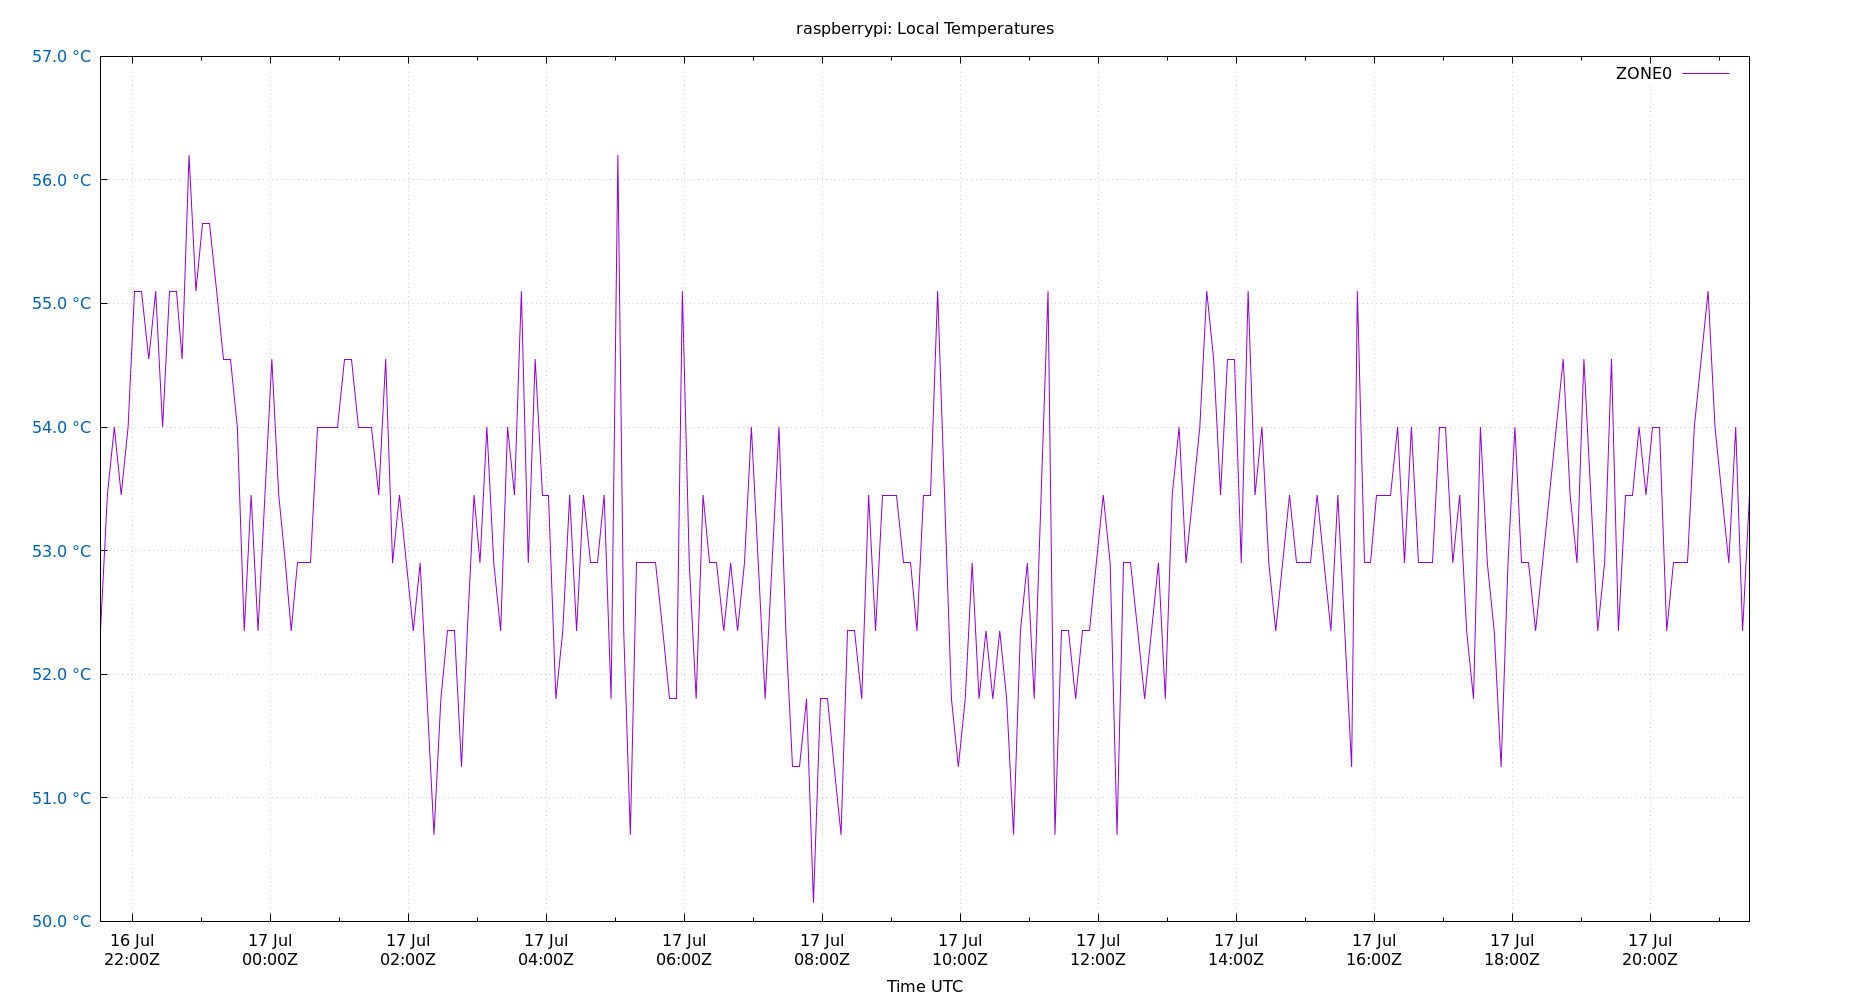 raspberrypi: Local Temperatures
57.0 °C
ZONE0
56.0 °C
55.0 °C
54.0 °C
53.0 °C
52.0 °C
51.0 °C
50.0 °C
16 Jul 17 Jul 17 Jul 17 Jul 17 Jul 17 Jul 17 Jul 17 Jul 17 Jul 17 Jul 17 Jul 17 Jul
22:00Z 00:00Z 02:00Z 04:00Z 06:00Z 08:00Z 10:00Z 12:00Z 14:00Z 16:00Z 18:00Z 20:00Z
Time UTC